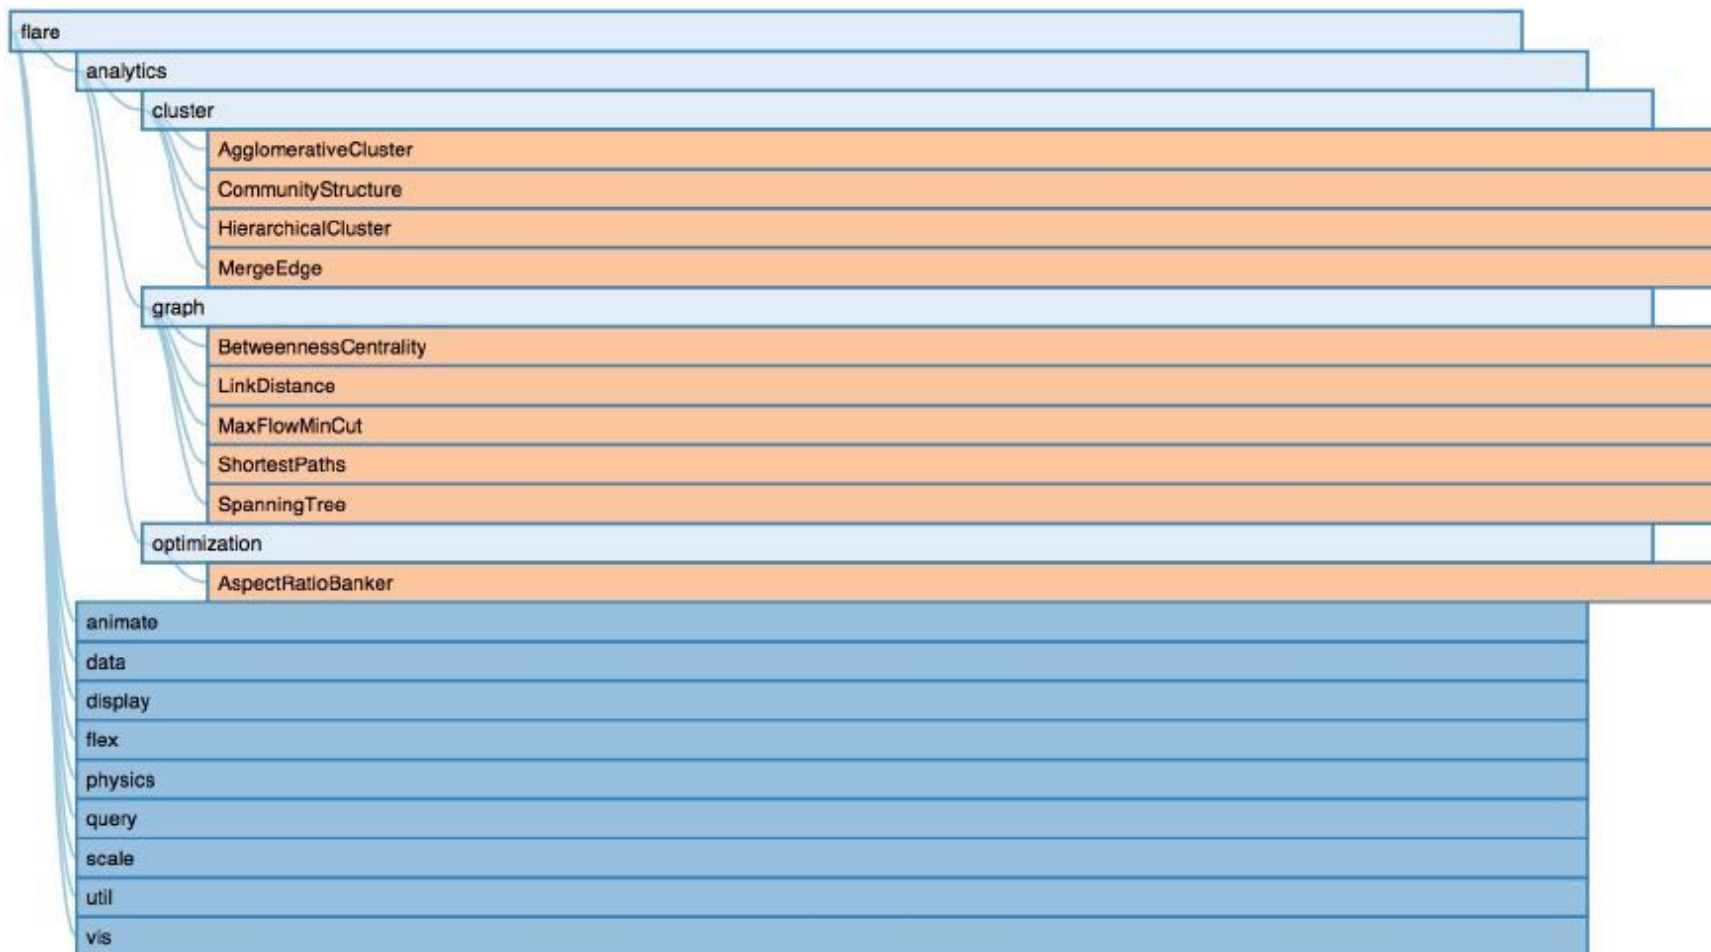 flare
analytics
cluster
AgglomerativeCluster
CommunityStructure
HierarchicalCluster
MergeEdge
graph
BetweennessCentrality
LinkDistance
MaxFlowMinCut
ShortestPaths
SpanningTree
optimization
AspectRatioBanker
animate
data
display
flex
physics
query
scale
util
vis